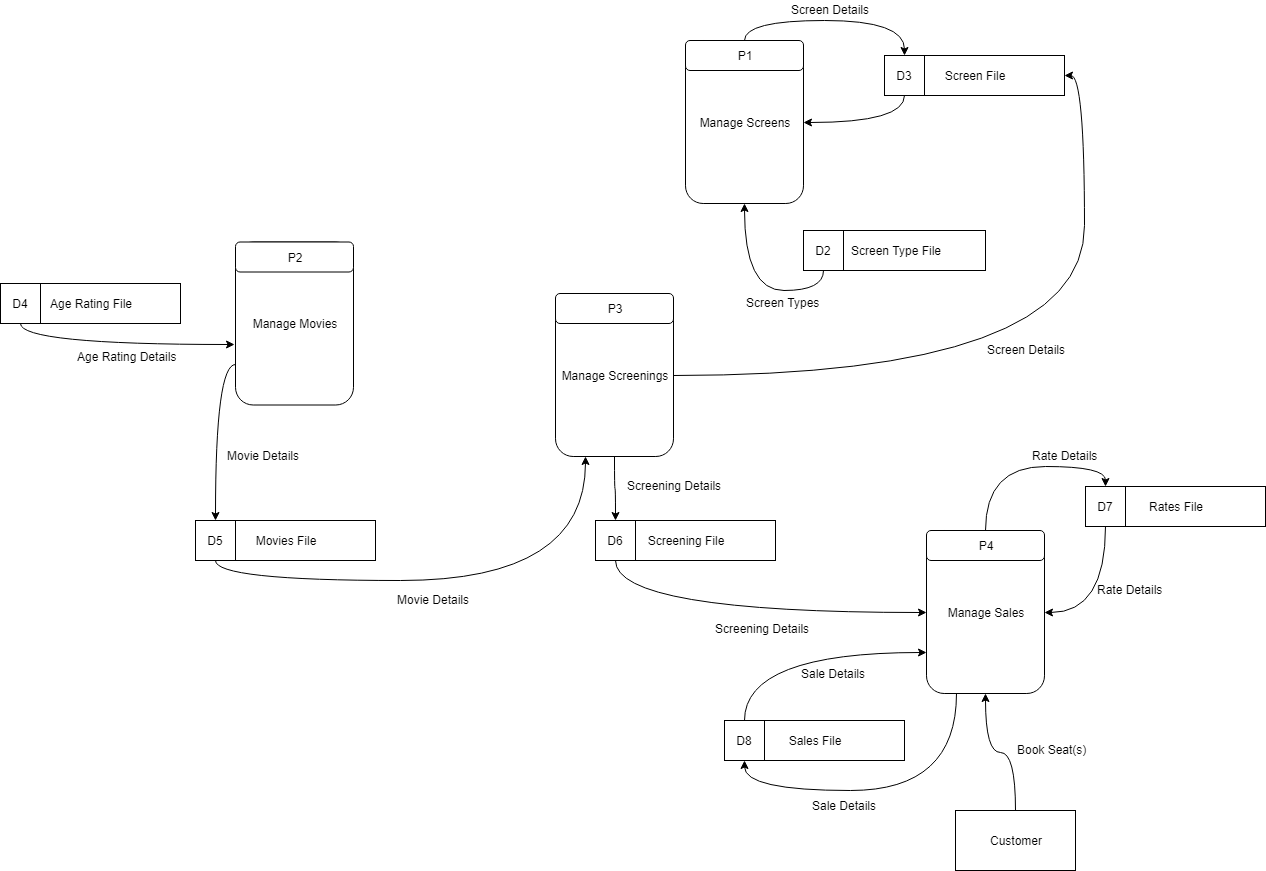 Screen Details
P1
D3
Screen File
Manage Screens
D2
Screen Type File
Screen Types
P2
D4
Age Rating File
Manage Movies
Age Rating Details
P3
Manage Screenings
Screen Details
Movie Details
Screening Details
Rate Details
D7
Rates File
D5
Movies File
D6
Screening File
P4
Movie Details
Rate Details
Manage Sales
Screening Details
Sale Details
D8
Sales File
Book Seat(s)
Sale Details
Customer